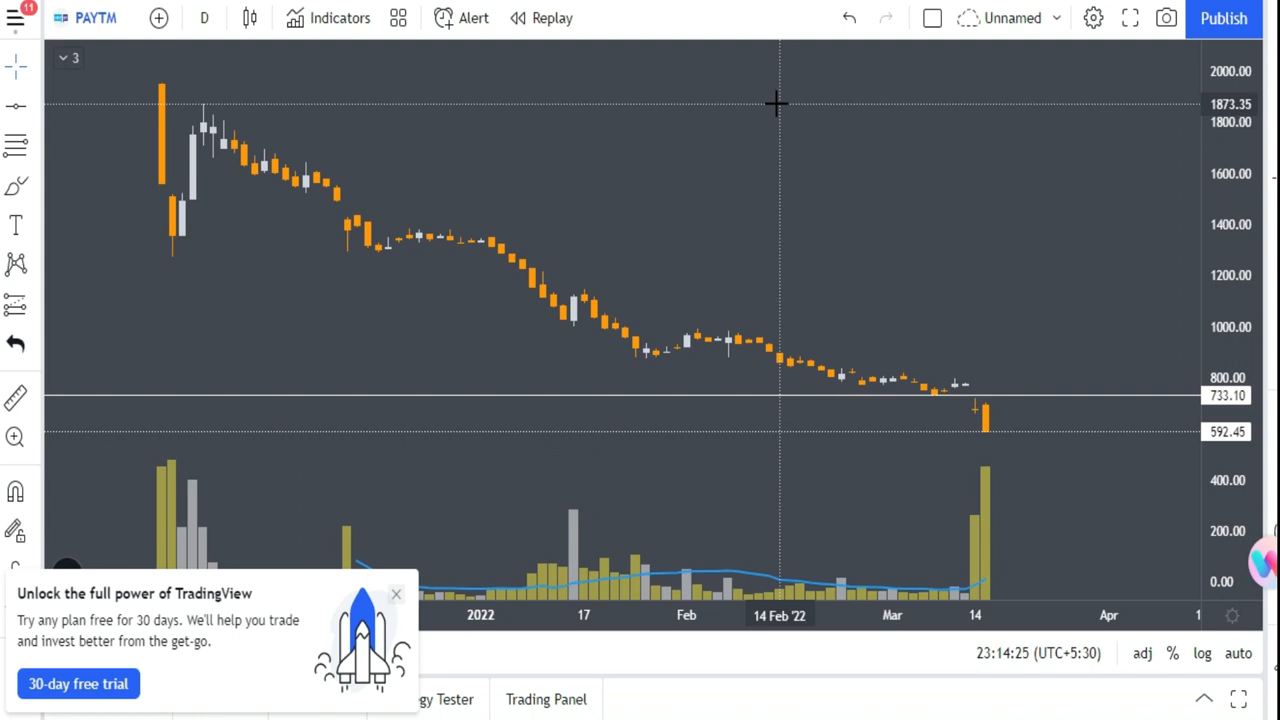 11
PAYTM
D
Indicators
Alert
Replay
Unnamed
Publish
3
2000.00
1873.35
1800.00
1600.00
1400.00
1200.00
1000.00
800.00
733.10
592.45
400.00
200.00
0.00
2022
17
Feb
14 Feb '22
Mar
14
Apr
1
Unlock the full power of TradingView
Try any plan free for 30 days. We'll help you trade
and invest better from the get-go.
30-day free trial
23:14:25 (UTC+5:30)
adj
%
log
auto
gy Tester
Trading Panel